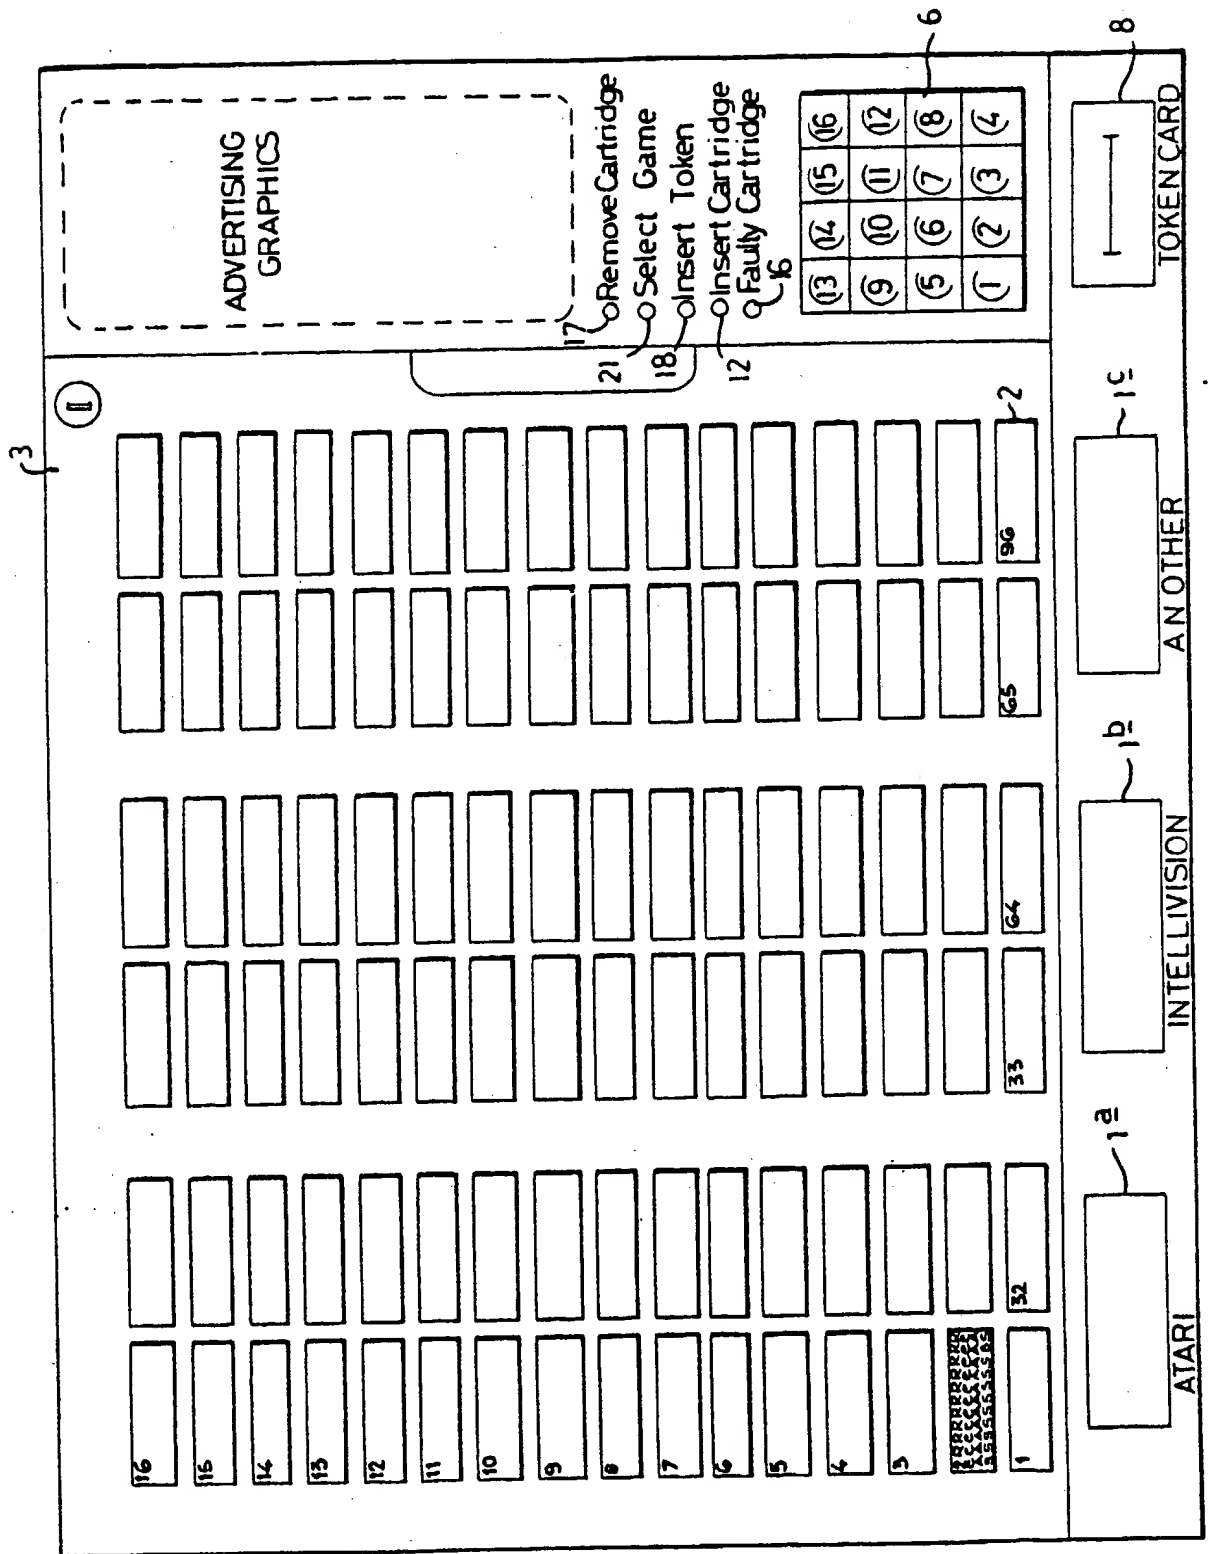 3
ADVERTISING
GRAPHICS
17 Remove Cartridge
21 Select Game
18 Insert Token
12 Insert Cartridge
Faulty Cartridge
16
16
15
14
13
12
11
10
9
8
7
6
5
4
3
1 32 33 64 65 96 2
13 14 15 16
9 10 11 12
5 6 7 8
1 2 3 4
6
1a 1b 1c 8
ATARI INTELLIVISION ANOTHER TOKEN CARD